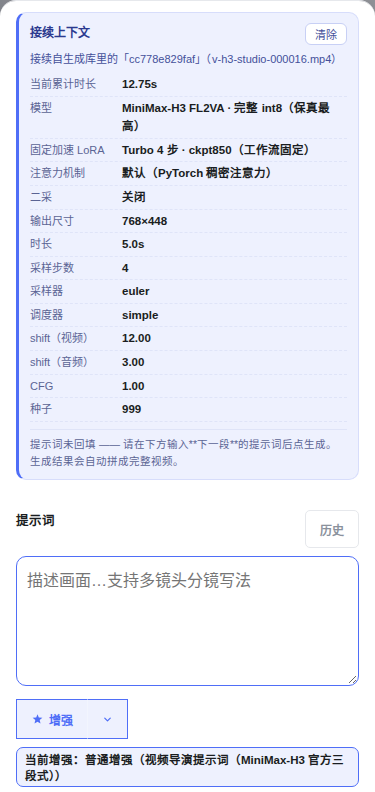 接续上下文
清除
接续自生成库里的「cc778e829faf」（v-h3-studio-000016.mp4）
当前累计时长 12.75s
模型 MiniMax-H3 FL2VA · 完整 int8（保真最
高）
固定加速 LoRA Turbo 4 步 · ckpt850（工作流固定）
注意力机制 默认（PyTorch 稠密注意力）
二采 关闭
输出尺寸 768×448
时长 5.0s
采样步数 4
采样器 euler
调度器 simple
shift（视频） 12.00
shift（音频） 3.00
CFG 1.00
种子 999
提示词未回填 —— 请在下方输入**下一段**的提示词后点生成。
生成结果会自动拼成完整视频。
提示词
历史
描述画面…支持多镜头分镜写法
增强
当前增强：普通增强（视频导演提示词（MiniMax-H3 官方三
段式））